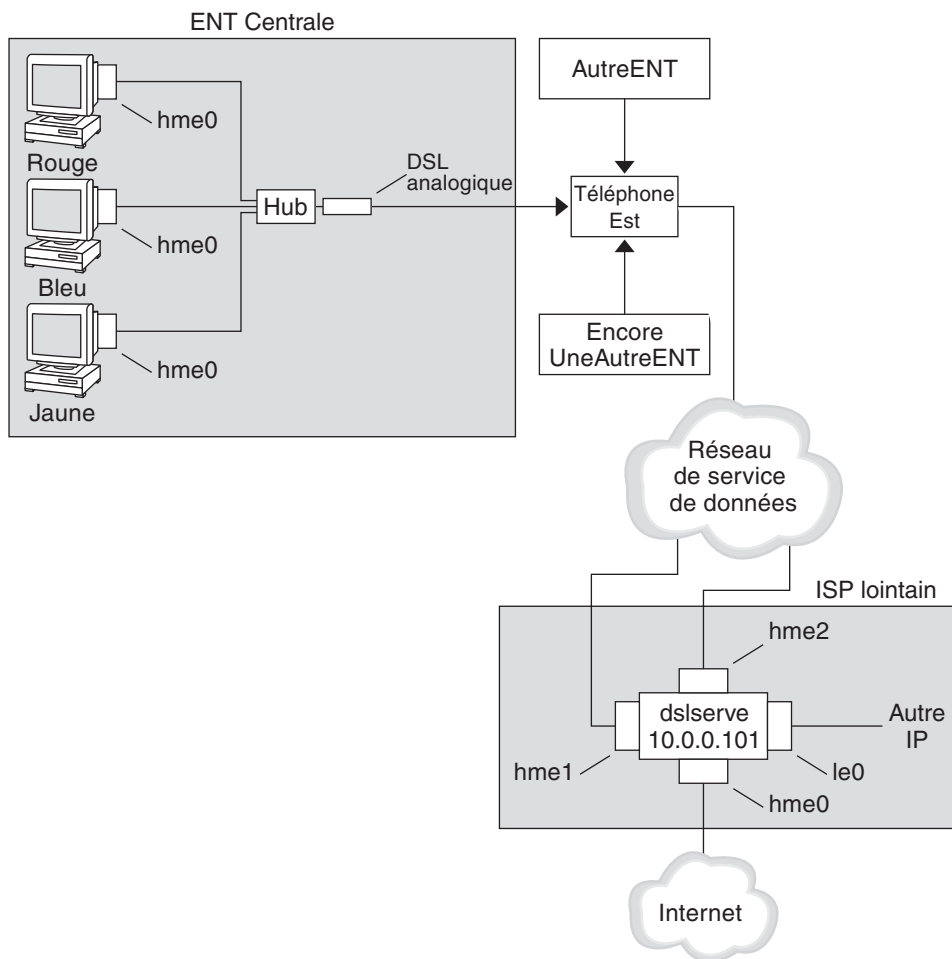 ENT Centrale
hme0
Rouge
hme0
Bleu
hme0
Jaune
Hub
DSL
analogique
AutreENT
Téléphone
Est
Encore
UneAutreENT
Réseau
de service
de données
ISP lointain
hme2
dslserve
10.0.0.101
hme1
le0
hme0
Autre
IP
Internet